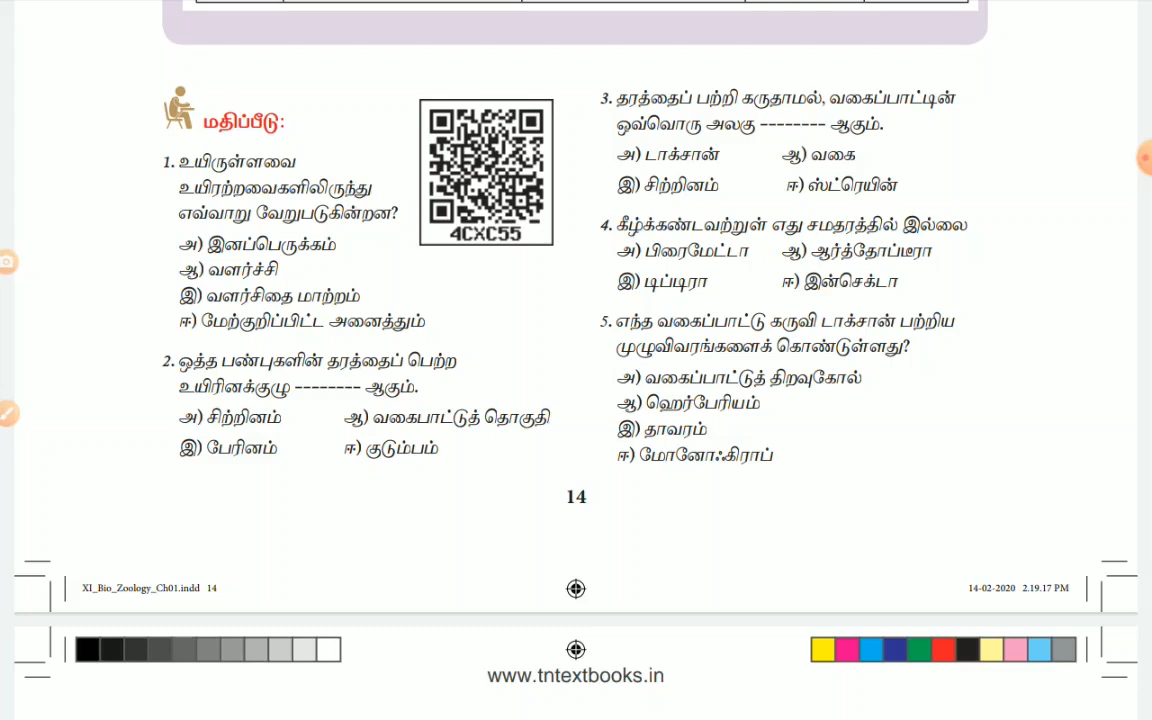 மதிப்பீடு:
1. உயிருள்ளவை
உயிரற்றவைகளிலிருந்து
எவ்வாறு வேறுபடுகின்றன?
அ) இனப்பெருக்கம்
ஆ) வளர்ச்சி
இ) வளர்சிதை மாற்றம்
ஈ) மேற்குறிப்பிட்ட அனைத்தும்
2. ஒத்த பண்புகளின் தரத்தைப் பெற்ற
உயிரினக்குழு -------- ஆகும்.
அ) சிற்றினம் ஆ) வகைபாட்டுத் தொகுதி
இ) பேரினம் ஈ) குடும்பம்
4CXC55
3. தரத்தைப் பற்றி கருதாமல், வகைப்பாட்டின்
ஒவ்வொரு அலகு -------- ஆகும்.
அ) டாக்சான் ஆ) வகை
இ) சிற்றினம் ஈ) ஸ்ட்ரெயின்
4. கீழ்க்கண்டவற்றுள் எது சமதரத்தில் இல்லை
அ) பிரைமேட்டா ஆ) ஆர்த்தோப்டீரா
இ) டிப்டிரா ஈ) இன்செக்டா
5. எந்த வகைப்பாட்டு கருவி டாக்சான் பற்றிய
முழுவிவரங்களைக் கொண்டுள்ளது?
அ) வகைப்பாட்டுத் திறவுகோல்
ஆ) ஹெர்பேரியம்
இ) தாவரம்
ஈ) மோனோஃகிராப்
14
XI_Bio_Zoology_Ch01.indd 14
14-02-2020 2.19.17 PM
www.tntextbooks.in